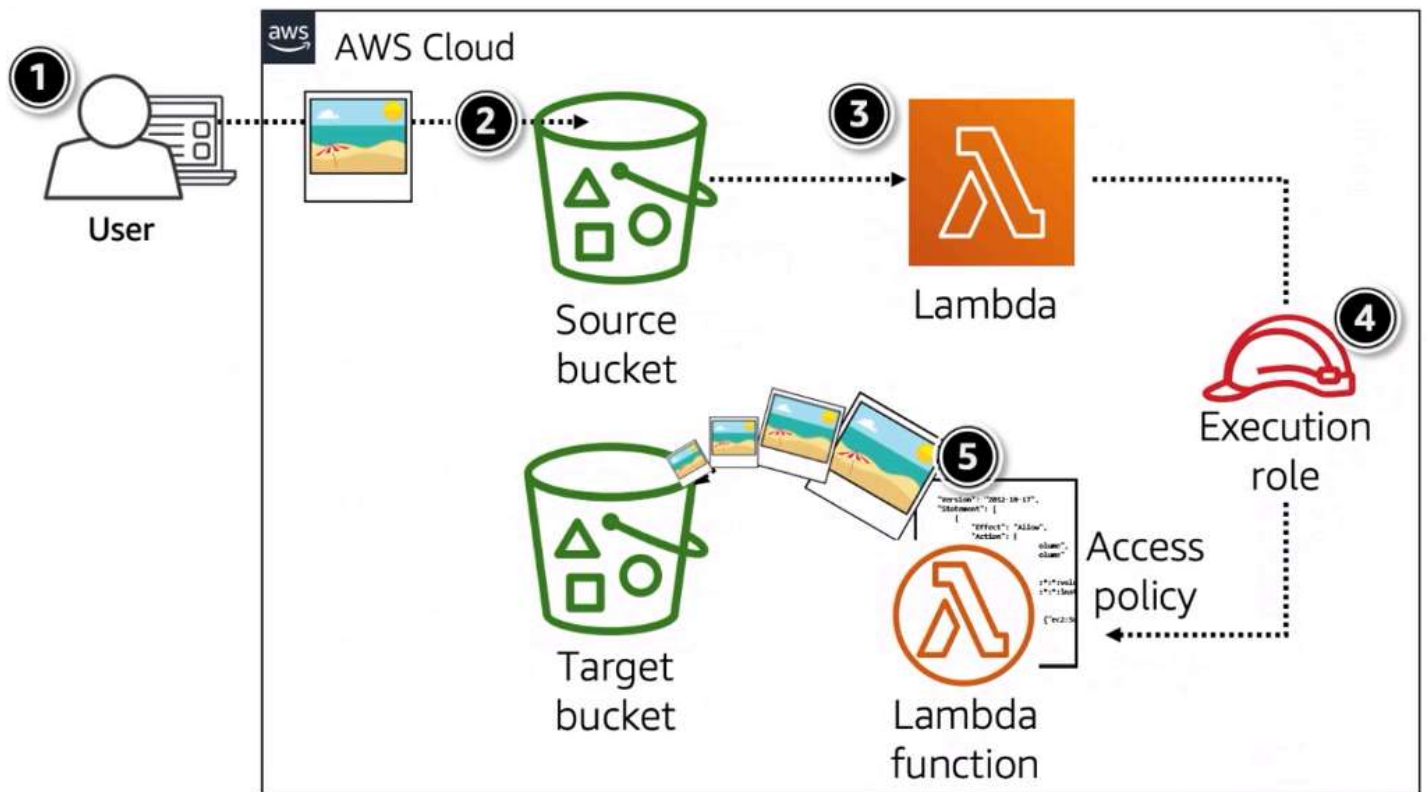 aws
AWS Cloud
1
2
3
User
Source
bucket
Lambda
4
Execution
role
5
"Version": "2012-10-17",
"Statement": [
{
"Effect": "Allow",
"Action": [
Access
policy
Target
bucket
Lambda
function